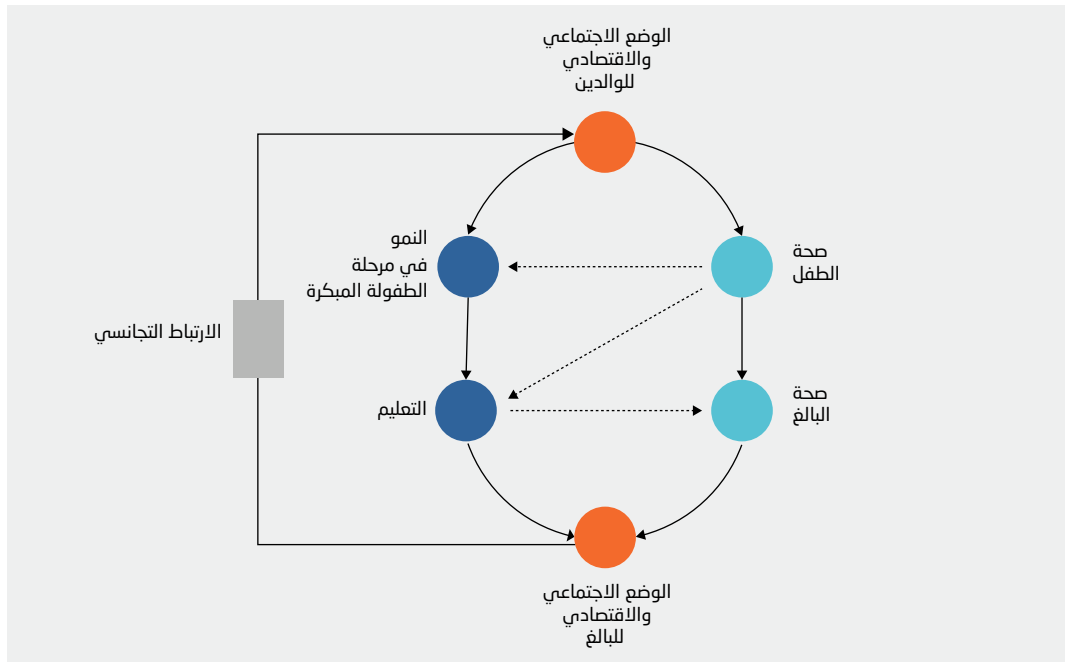 الوضع الاجتماعي
والاقتصادي
للوالدين
صحة
الطفل
النمو
في مرحلة
الطفولة المبكرة
الارتباط التجانسي
صحة
البالغ
التعليم
الوضع الاجتماعي
والاقتصادي
للبالغ